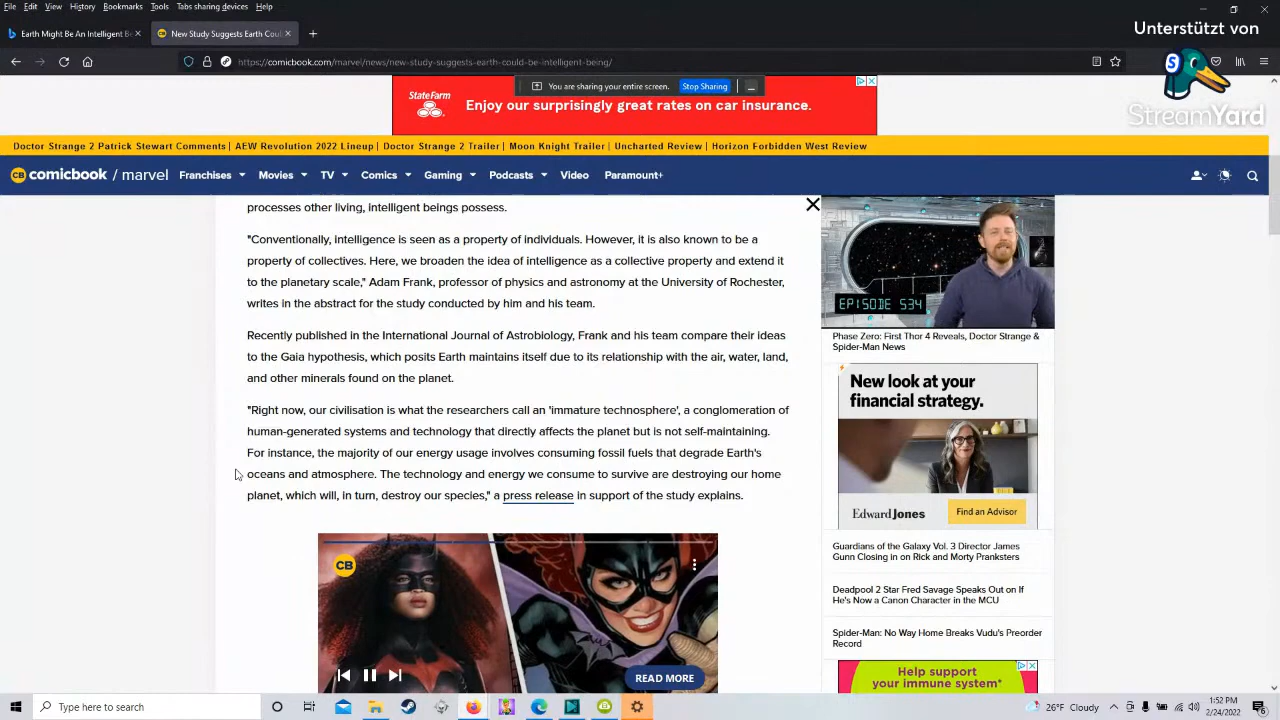 File Edit View History Bookmarks Tools Tabs Sharing Help
Earth Might Be An Intelligent Be
New Study Suggests Earth Coul
Unterstützt von
https://comicbook.com/marvel/news/new-study-suggests-earth-could-be-intelligent-being/
StreamYard
StateFarm
You are sharing your entire screen. Stop Sharing
Enjoy our surprisingly great rates on car insurance.
Doctor Strange 2 Patrick Stewart Comments | AEW Revolution 2022 Lineup | Doctor Strange 2 Trailer | Moon Knight Trailer | Uncharted Review | Horizon Forbidden West Review
CB comicbook / marvel Franchises Movies TV Comics Gaming Podcasts Video Paramount+
processes other living, intelligent beings possess.
"Conventionally, intelligence is seen as a property of individuals. However, it is also known to be a
property of collectives. Here, we broaden the idea of intelligence as a collective property and extend it
to the planetary scale," Adam Frank, professor of physics and astronomy at the University of Rochester,
writes in the abstract for the study conducted by him and his team.
Recently published in the International Journal of Astrobiology, Frank and his team compare their ideas
to the Gaia hypothesis, which posits Earth maintains itself due to its relationship with the air, water, land,
and other minerals found on the planet.
"Right now, our civilisation is what the researchers call an 'immature technosphere', a conglomeration of
human-generated systems and technology that directly affects the planet but is not self-maintaining.
For instance, the majority of our energy usage involves consuming fossil fuels that degrade Earth's
oceans and atmosphere. The technology and energy we consume to survive are destroying our home
planet, which will, in turn, destroy our species," a press release in support of the study explains.
CB
READ MORE
EPISODE 534
Phase Zero: First Thor 4 Reveals, Doctor Strange &
Spider-Man News
New look at your
financial strategy.
Edward Jones Find an Advisor
Guardians of the Galaxy Vol. 3 Director James
Gunn Closing in on Rick and Morty Pranksters
Deadpool 2 Star Fred Savage Speaks Out on If
He's Now a Canon Character in the MCU
Spider-Man: No Way Home Breaks Vudu's Preorder
Record
Help support
your immune system*
Type here to search
26°F Cloudy
1:52 PM
2/24/2022